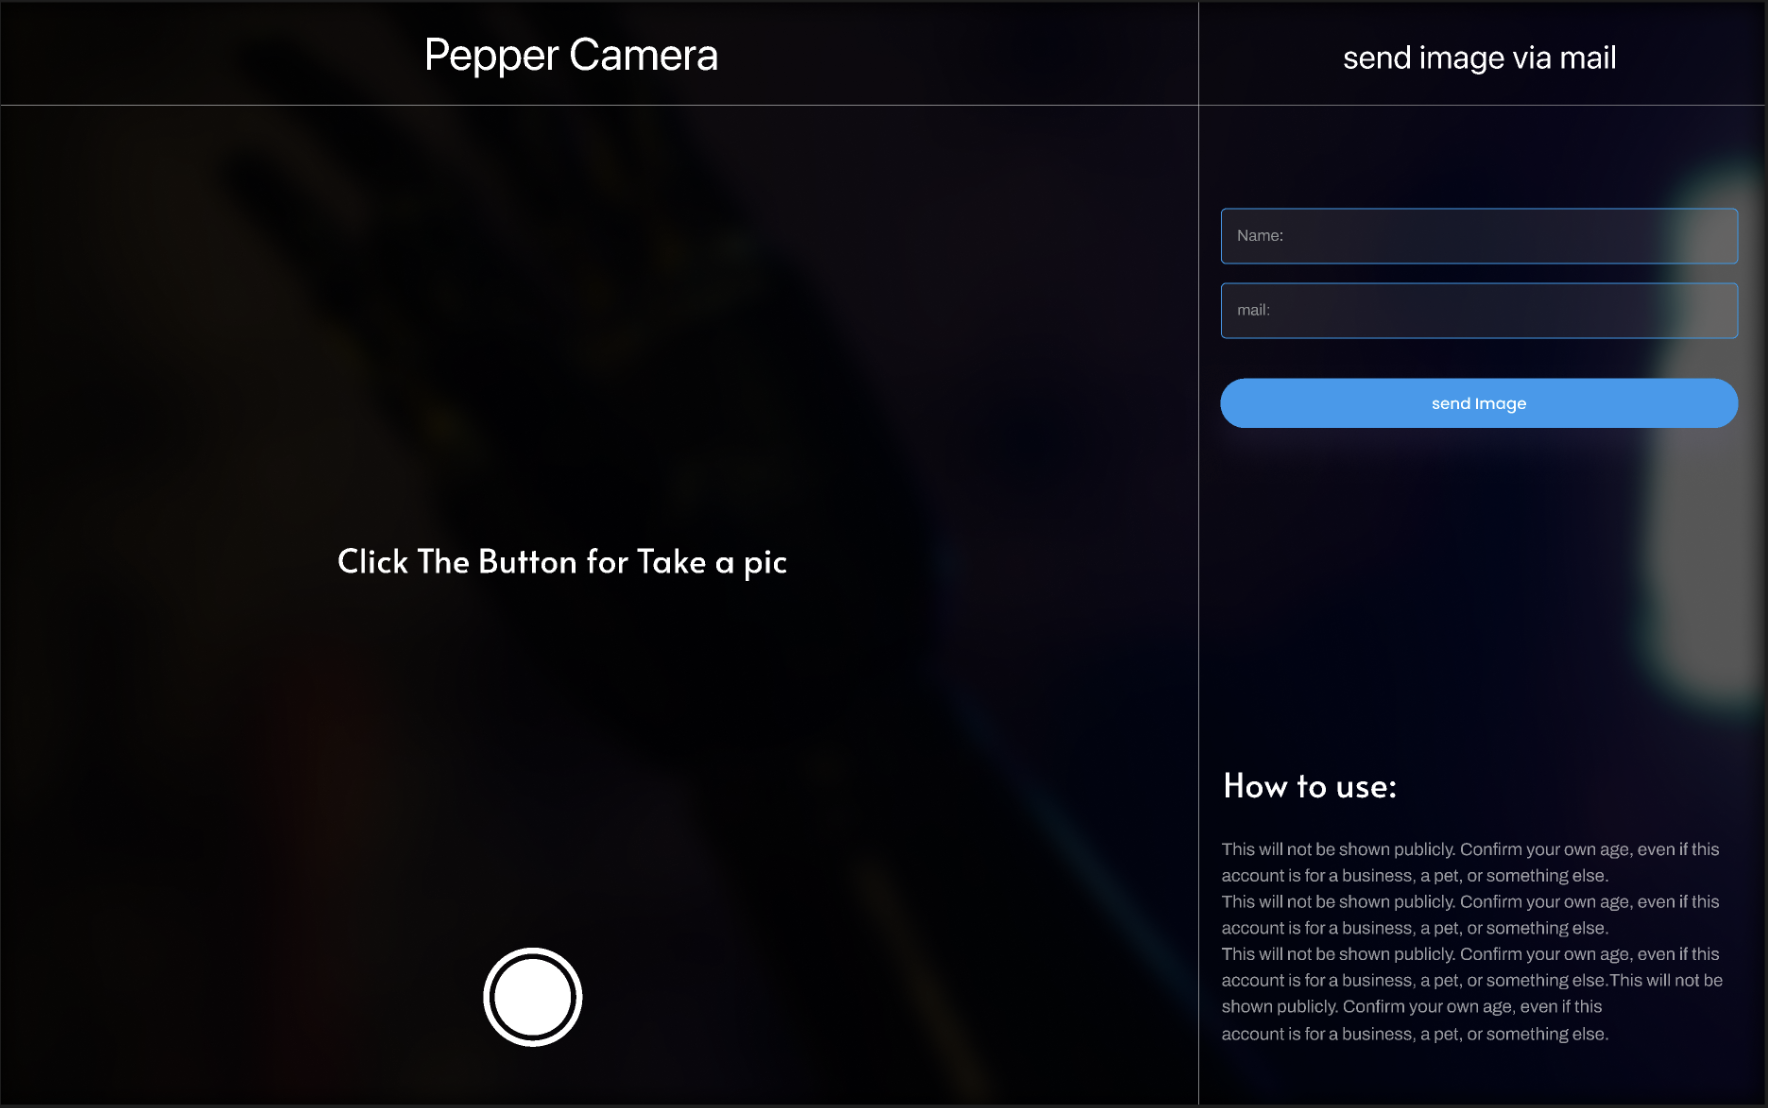 Pepper Camera
send image via mail
Name:
mail:
send Image
Click The Button for Take a pic
How to use:
This will not be shown publicly. Confirm your own age, even if this
account is for a business, a pet, or something else.
This will not be shown publicly. Confirm your own age, even if this
account is for a business, a pet, or something else.
This will not be shown publicly. Confirm your own age, even if this
account is for a business, a pet, or something else.This will not be
shown publicly. Confirm your own age, even if this
account is for a business, a pet, or something else.